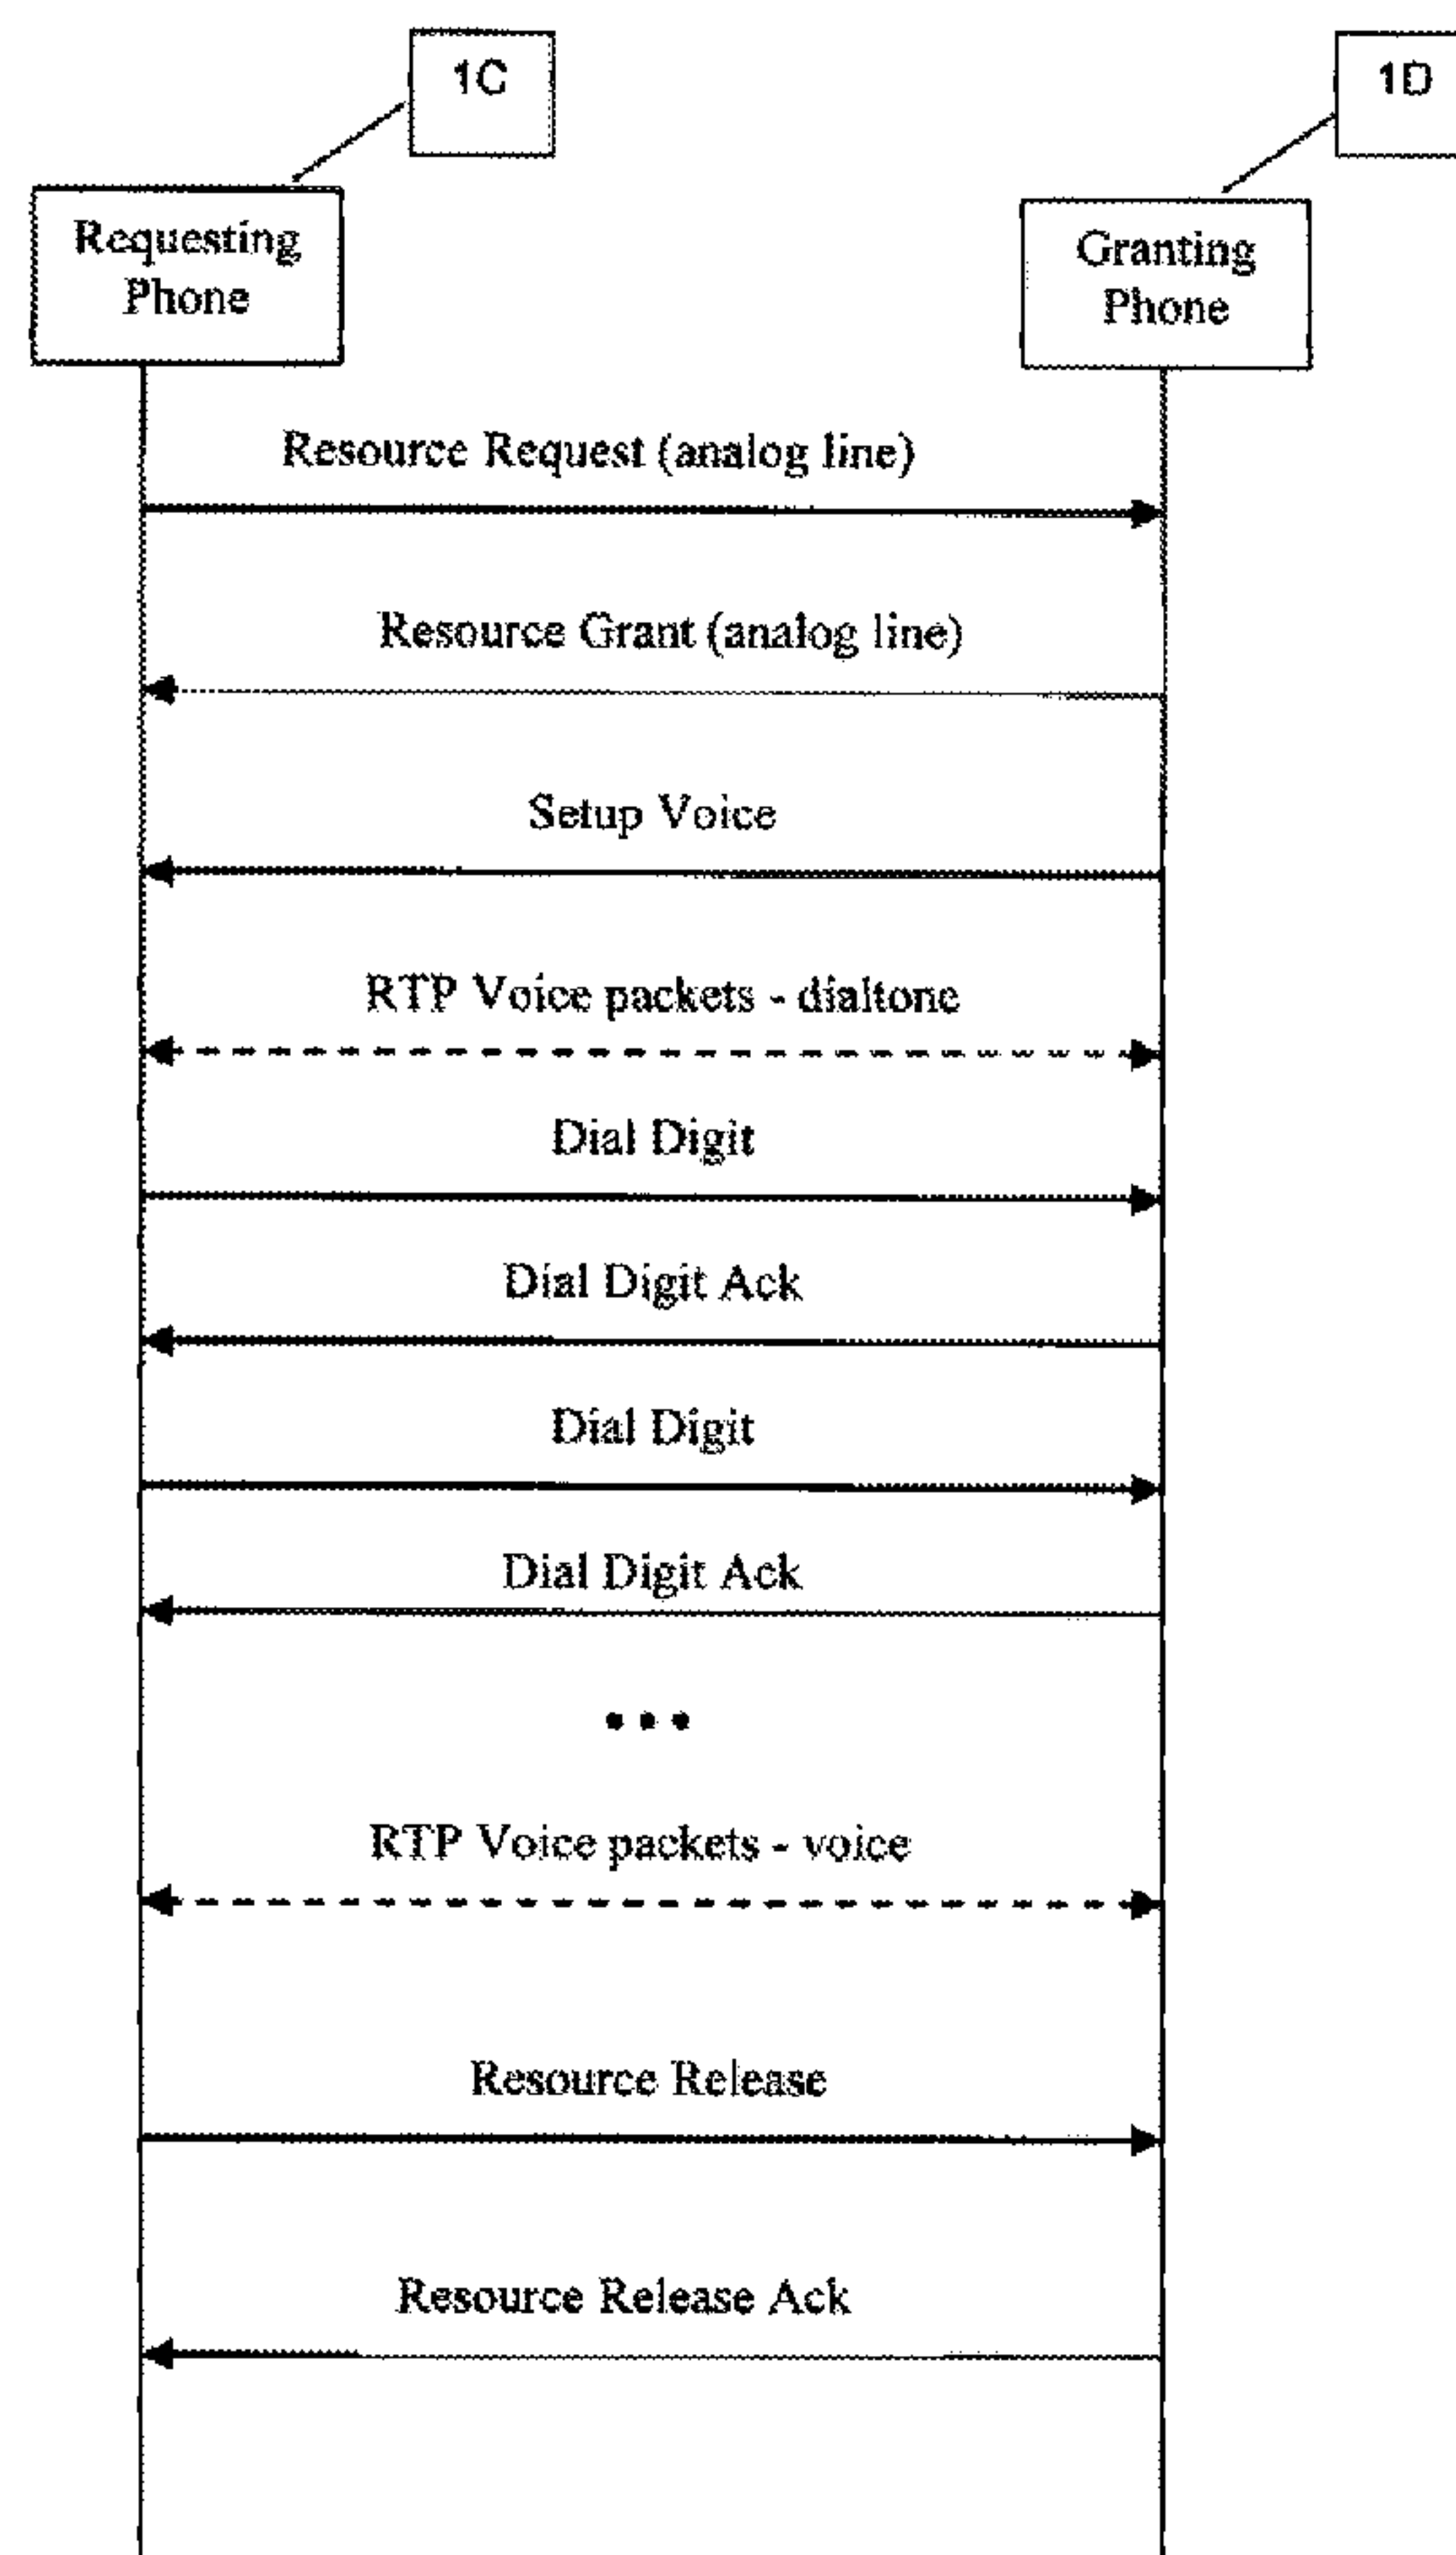 1C
1D
Requesting
Phone
Granting
Phone
Resource Request (analog line)
Resource Grant (analog line)
Setup Voice
RTP Voice packets - dialtone
Dial Digit
Dial Digit Ack
Dial Digit
Dial Digit Ack
•••
RTP Voice packets - voice
Resource Release
Resource Release Ack